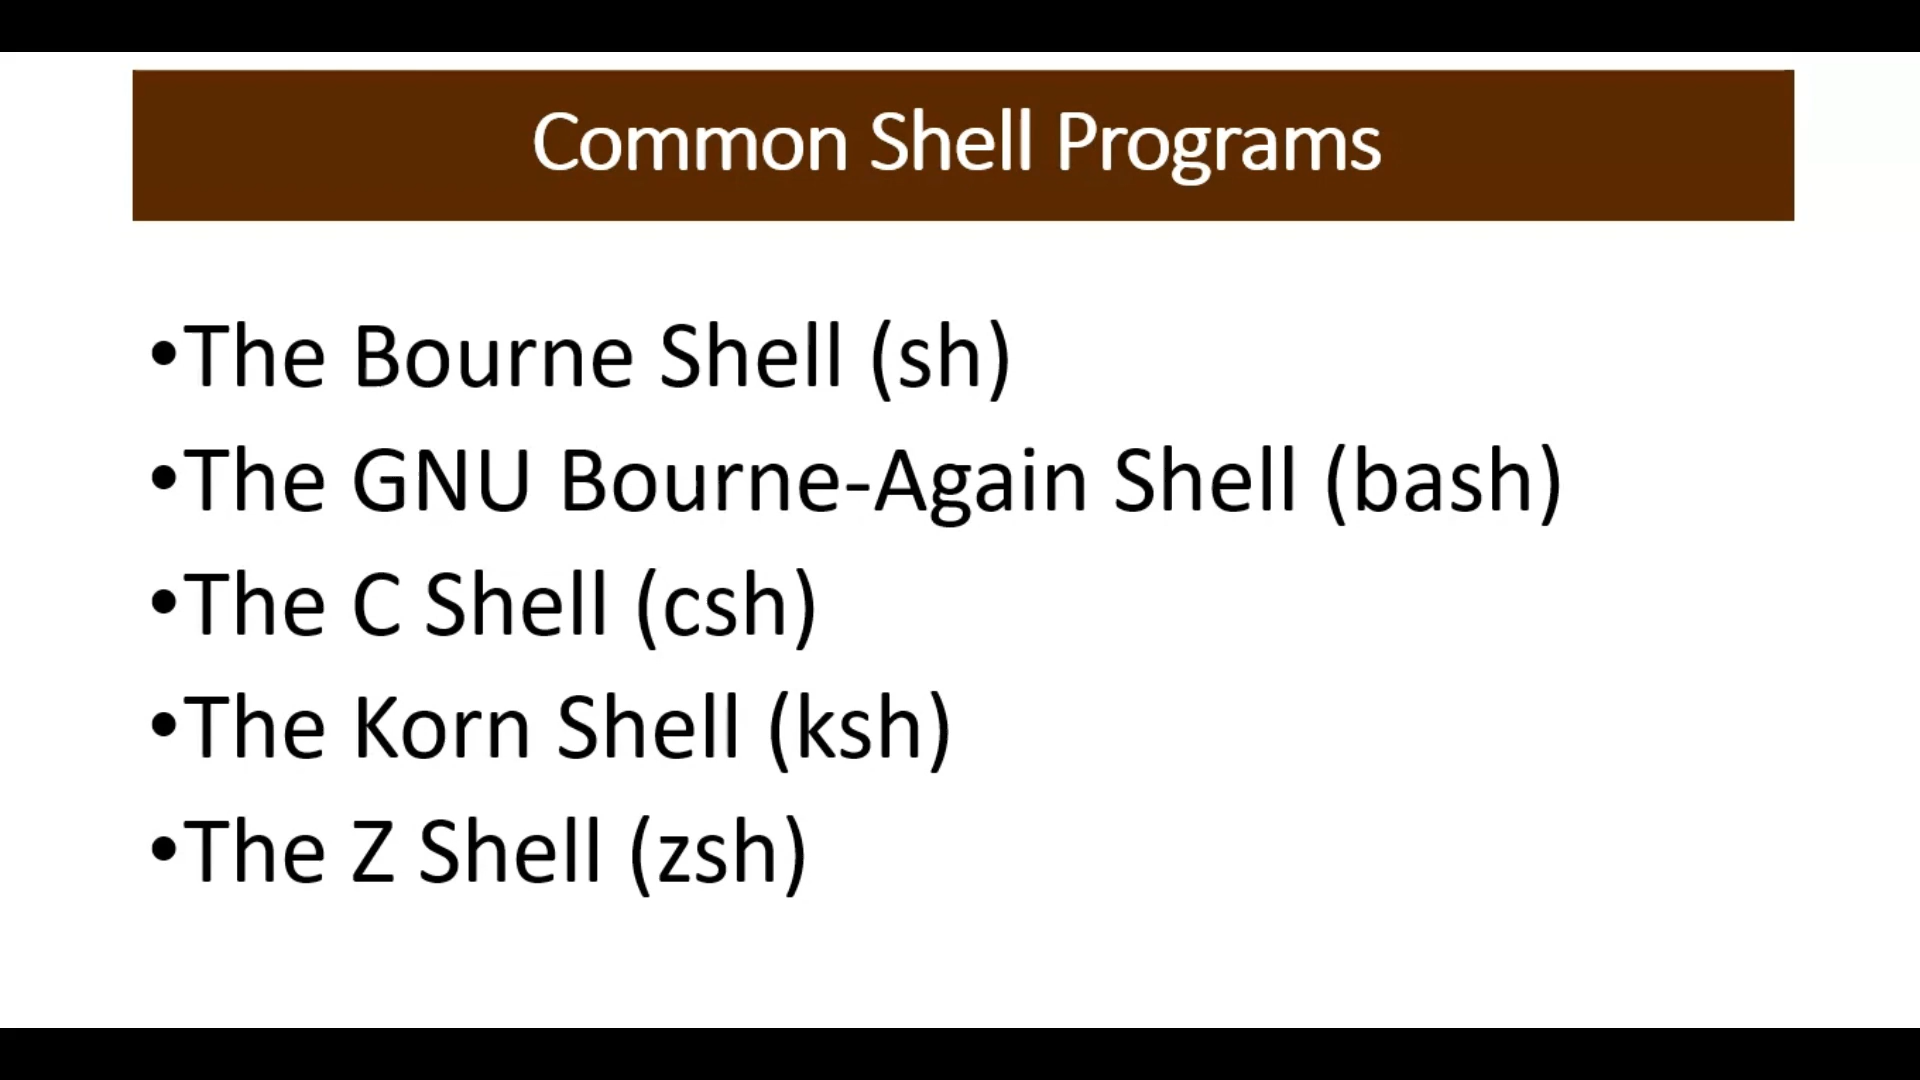 Common Shell Programs
•The Bourne Shell (sh)
•The GNU Bourne-Again Shell (bash)
•The C Shell (csh)
•The Korn Shell (ksh)
•The Z Shell (zsh)